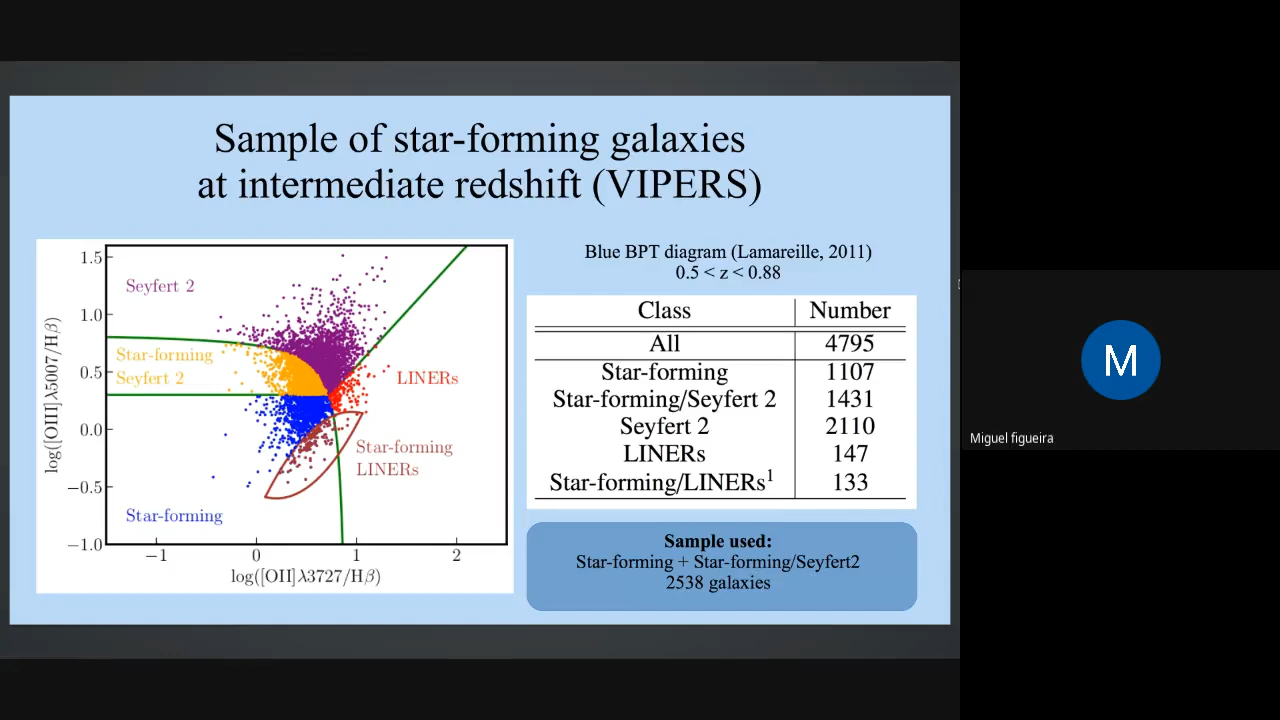 Sample of star-forming galaxies
at intermediate redshift (VIPERS)
1.5
1.0
0.5
0.0
−0.5
−1.0
log([OIII]λ5007/Hβ)
Seyfert 2
Star-forming
Seyfert 2
LINERs
Star-forming
LINERs
Star-forming
−1 0 1 2
log([OII]λ3727/Hβ)
Blue BPT diagram (Lamareille, 2011)
0.5 < z < 0.88
Class Number
All 4795
Star-forming 1107
Star-forming/Seyfert 2 1431
Seyfert 2 2110
LINERs 147
Star-forming/LINERs¹ 133
Sample used:
Star-forming + Star-forming/Seyfert2
2538 galaxies
M
Miguel figueira